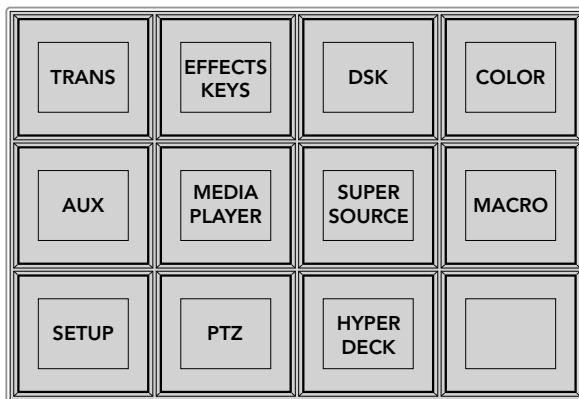 TRANS
EFFECTS
KEYS
DSK
COLOR
AUX
MEDIA
PLAYER
SUPER
SOURCE
MACRO
SETUP
PTZ
HYPER
DECK